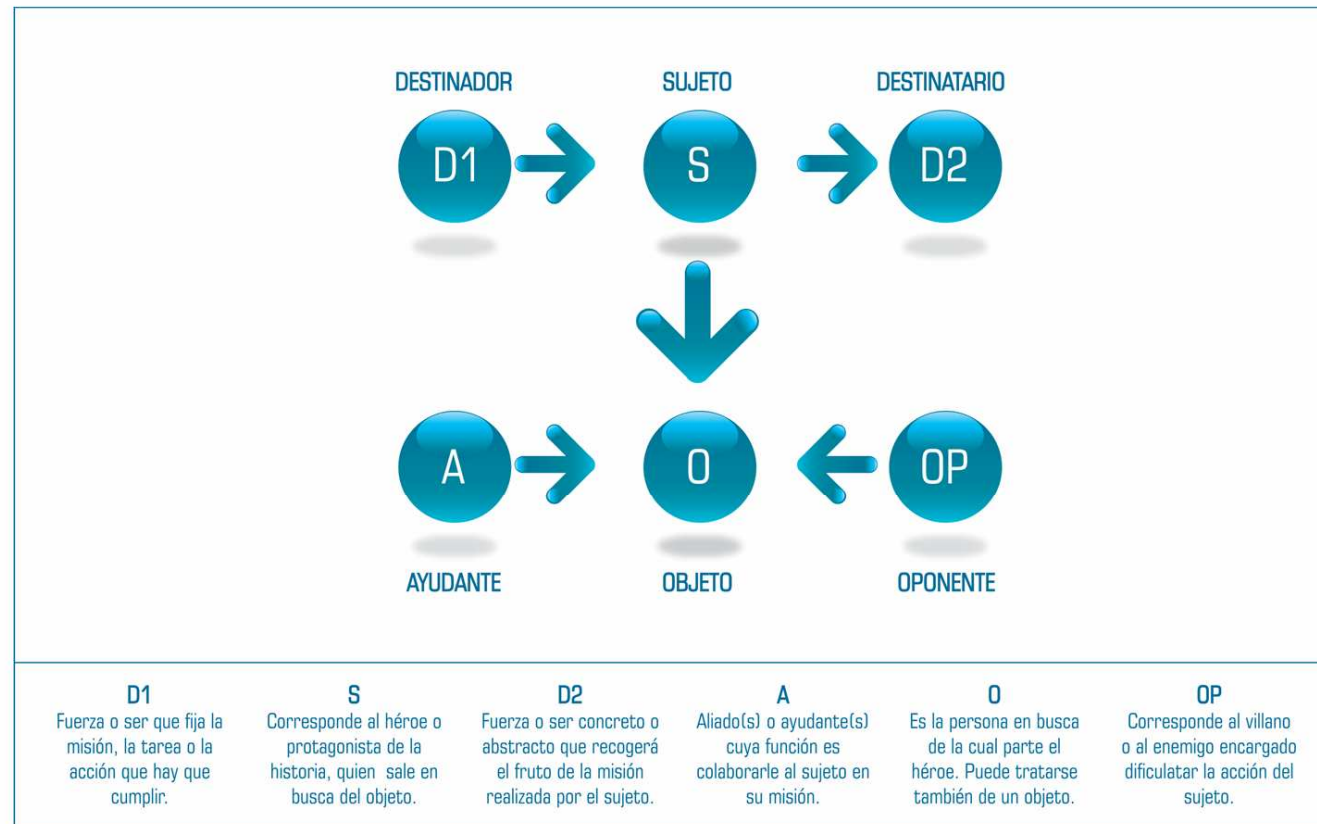 DESTINADOR
SUJETO
DESTINATARIO
D1
S
D2
A
O
OP
AYUDANTE
OBJETO
OPONENTE
D1
Fuerza o ser que fija la
misión, la tarea o la
acción que hay que
cumplir.
S
Corresponde al héroe o
protagonista de la
historia, quien sale en
busca del objeto.
D2
Fuerza o ser concreto o
abstracto que recogerá
el fruto de la misión
realizada por el sujeto.
A
Aliado(s) o ayudante(s)
cuya función es
colaborarle al sujeto en
su misión.
O
Es la persona en busca
de la cual parte el
héroe. Puede tratarse
también de un objeto.
OP
Corresponde al villano
o al enemigo encargado
dificulatar la acción del
sujeto.